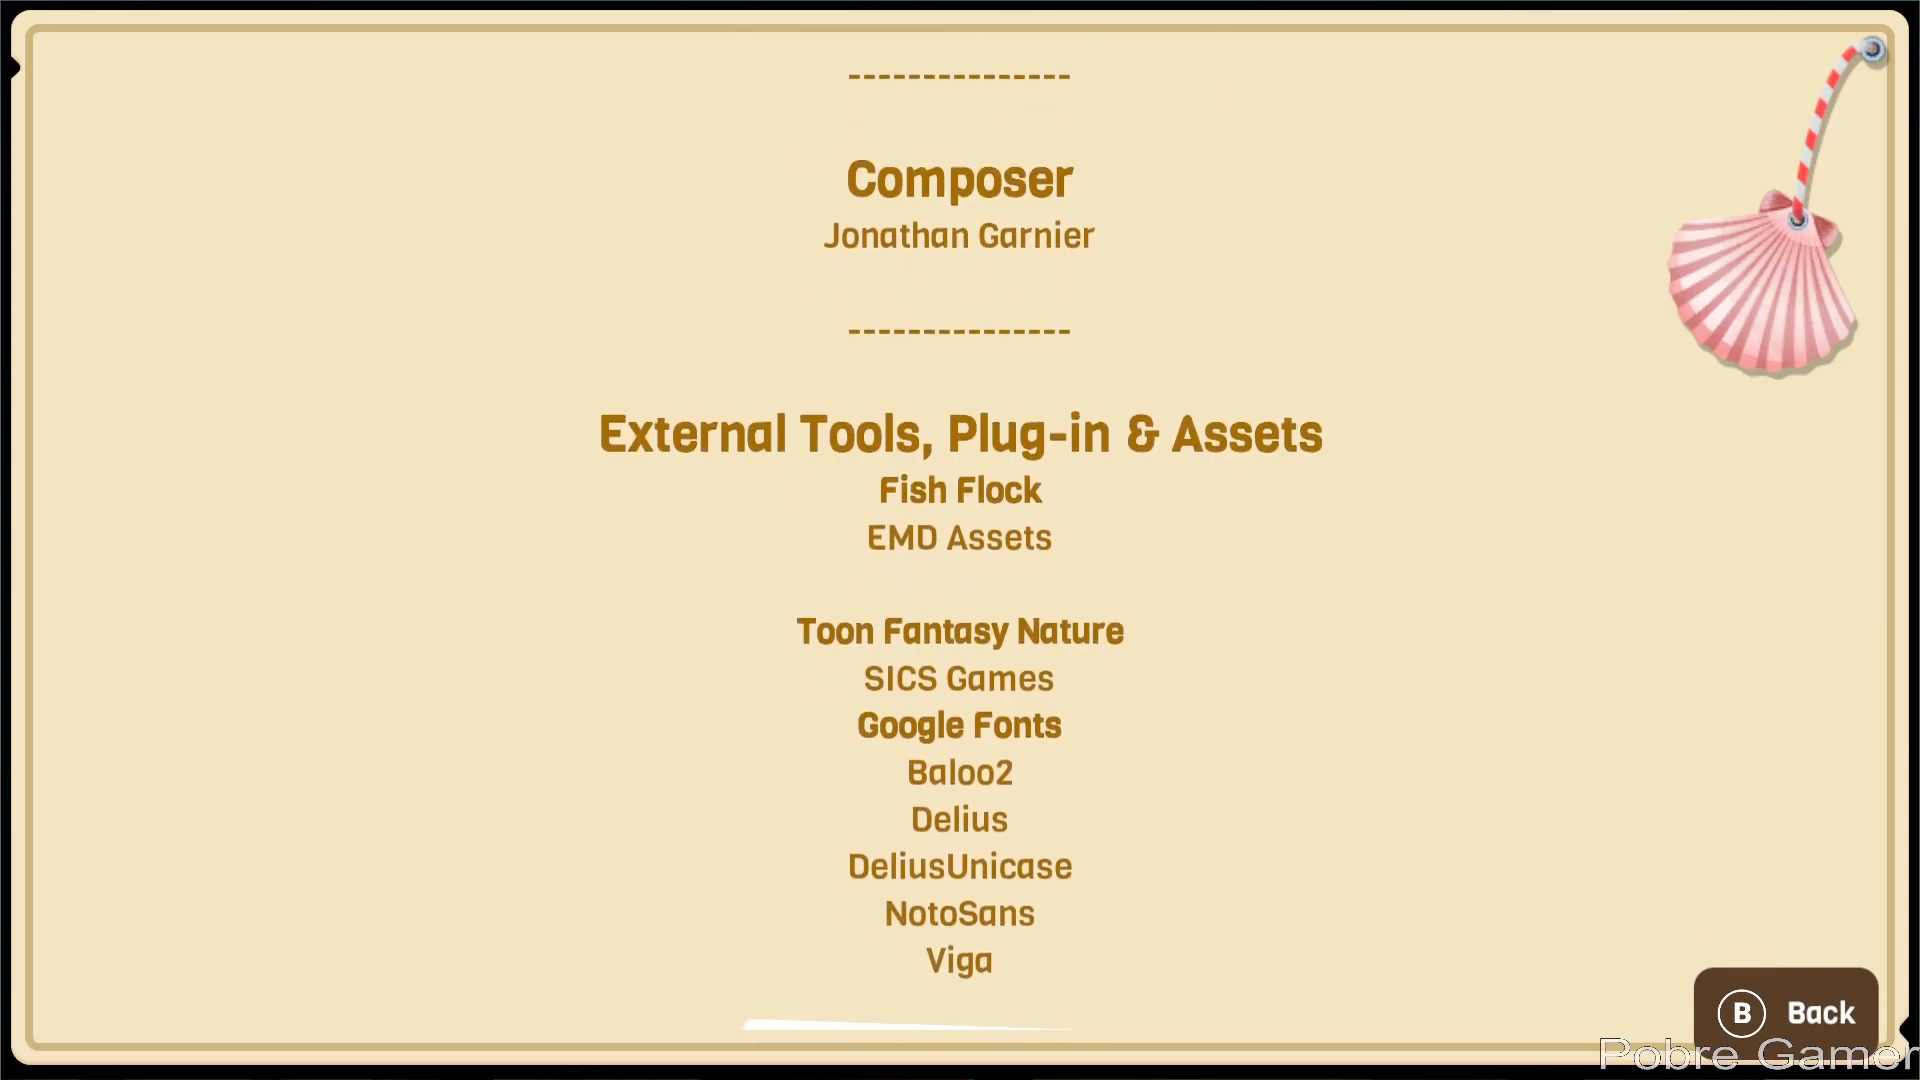 ---------------
Composer
Jonathan Garnier
---------------
External Tools, Plug-in & Assets
Fish Flock
EMD Assets
Toon Fantasy Nature
SICS Games
Google Fonts
Baloo2
Delius
DeliusUnicase
NotoSans
Viga
B Back
Pobre Gamer